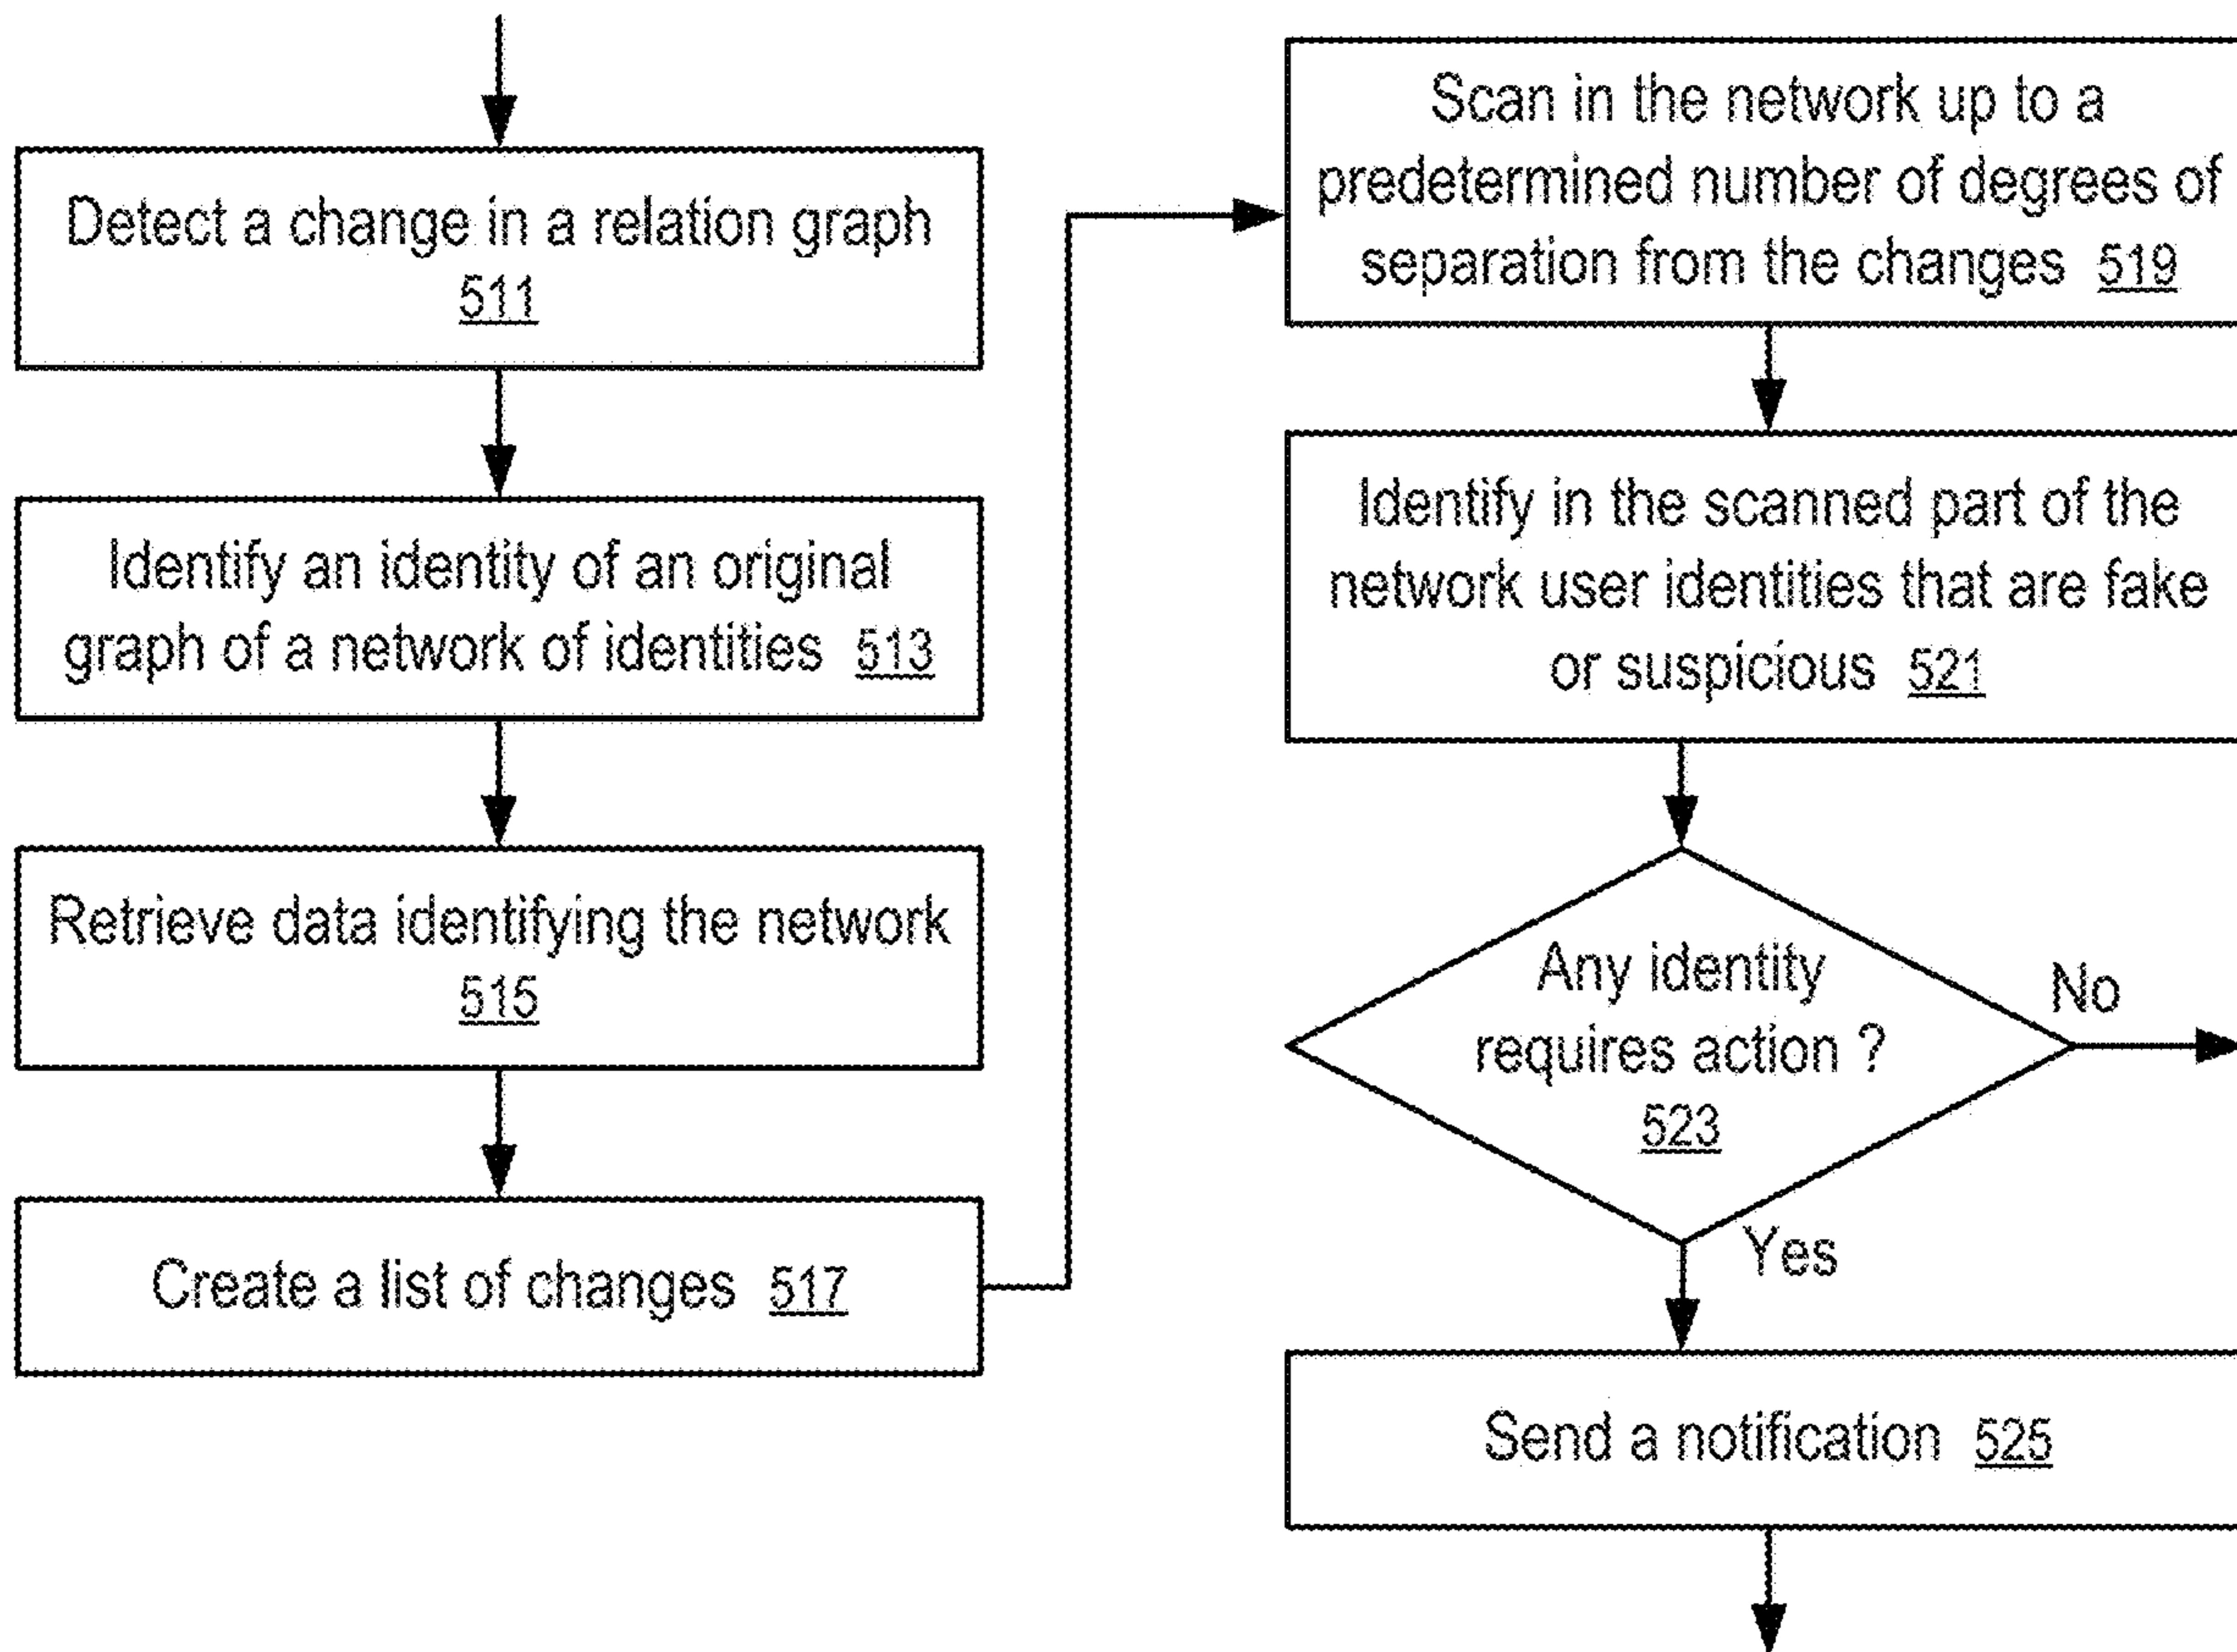 Detect a change in a relation graph
511
Identify an identity of an original
graph of a network of identities 513
Retrieve data identifying the network
515
Create a list of changes 517
Scan in the network up to a
predetermined number of degrees of
separation from the changes 519
Identify in the scanned part of the
network user identities that are fake
or suspicious 521
Any identity
requires action ?
523
No
Yes
Send a notification 525